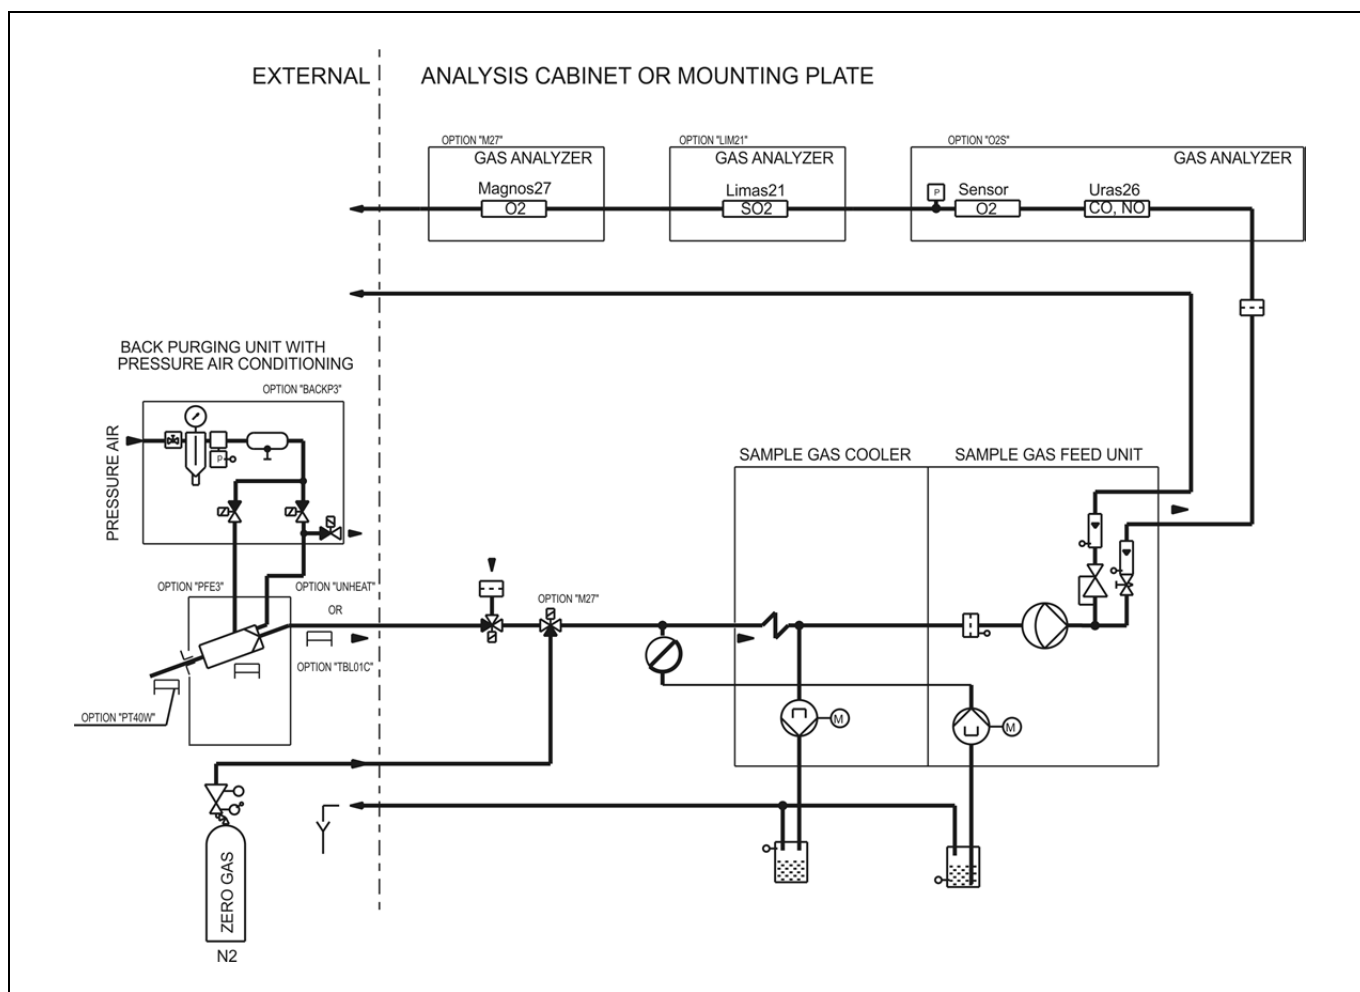 EXTERNAL
ANALYSIS CABINET OR MOUNTING PLATE
OPTION "M27"
GAS ANALYZER
Magnos27
O2
OPTION "LIM21"
GAS ANALYZER
Limas21
SO2
OPTION "O2S"
GAS ANALYZER
P
Sensor
O2
Uras26
CO, NO
BACK PURGING UNIT WITH
PRESSURE AIR CONDITIONING
OPTION "BACKP3"
PRESSURE AIR
P
SAMPLE GAS COOLER
SAMPLE GAS FEED UNIT
OPTION "PFE3"
OPTION "UNHEAT"
OR
OPTION "TBL01C"
OPTION "M27"
OPTION "PT40W"
M
M
ZERO GAS
N2